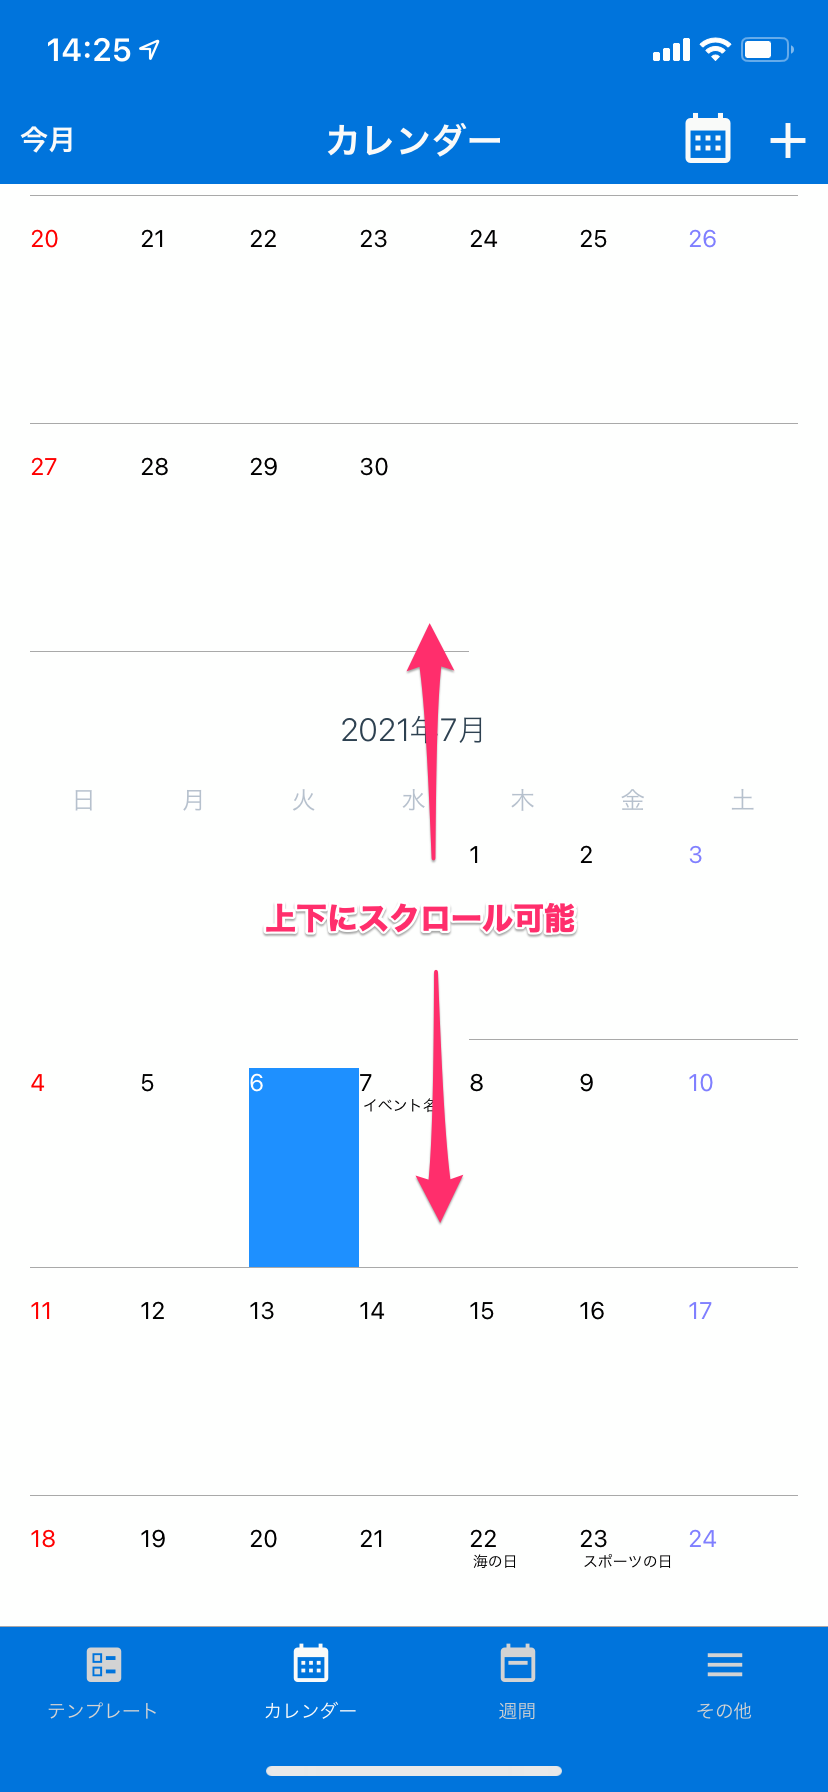 14:25
今月 カレンダー
20 21 22 23 24 25 26
27 28 29 30
2021年7月
日 月 火 水 木 金 土
1 2 3
上下にスクロール可能
4 5 6 7 8 9 10
イベント名
11 12 13 14 15 16 17
18 19 20 21 22 23 24
海の日 スポーツの日
テンプレート カレンダー 週間 その他